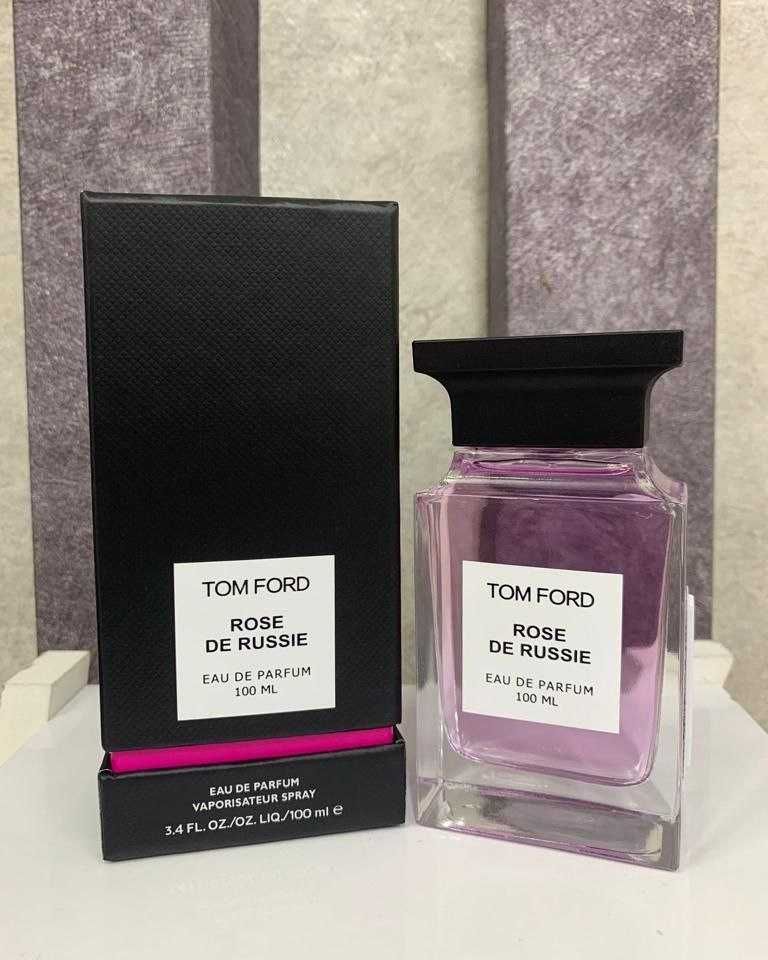 TOM FORD
ROSE
DE RUSSIE
EAU DE PARFUM
100 ML
EAU DE PARFUM
VAPORISATEUR SPRAY
3.4 FL. OZ./OZ. LIQ./100 ml ℮
TOM FORD
ROSE
DE RUSSIE
EAU DE PARFUM
100 ML